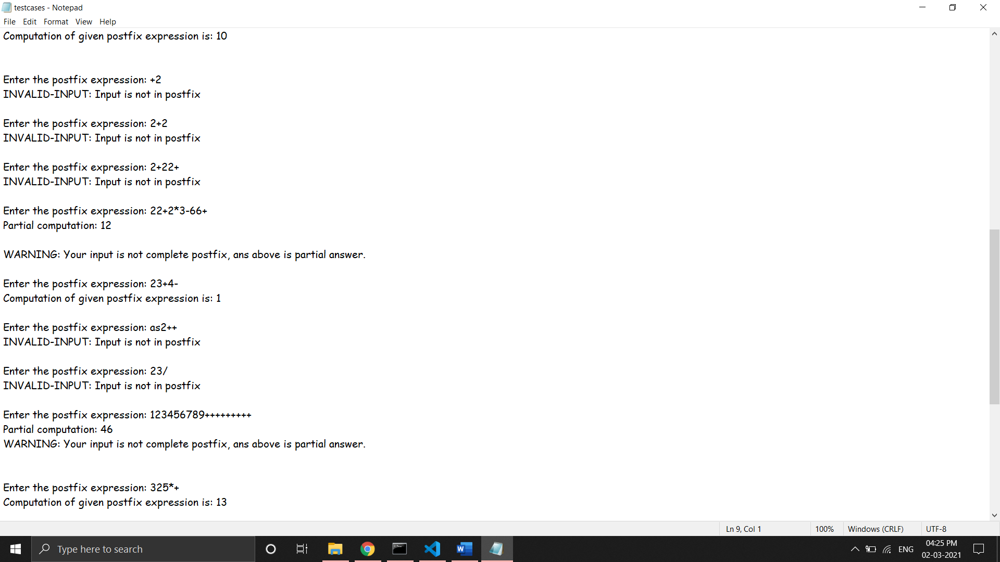 testcases - Notepad
File Edit Format View Help
Computation of given postfix expression is: 10
Enter the postfix expression: +2
INVALID-INPUT: Input is not in postfix
Enter the postfix expression: 2+2
INVALID-INPUT: Input is not in postfix
Enter the postfix expression: 2+22+
INVALID-INPUT: Input is not in postfix
Enter the postfix expression: 22+2*3-66+
Partial computation: 12
WARNING: Your input is not complete postfix, ans above is partial answer.
Enter the postfix expression: 23+4-
Computation of given postfix expression is: 1
Enter the postfix expression: as2++
INVALID-INPUT: Input is not in postfix
Enter the postfix expression: 23/
INVALID-INPUT: Input is not in postfix
Enter the postfix expression: 123456789+++++++++
Partial computation: 46
WARNING: Your input is not complete postfix, ans above is partial answer.
Enter the postfix expression: 325*+
Computation of given postfix expression is: 13
Ln 9, Col 1 100% Windows (CRLF) UTF-8
Type here to search
ENG
04:25 PM
02-03-2021